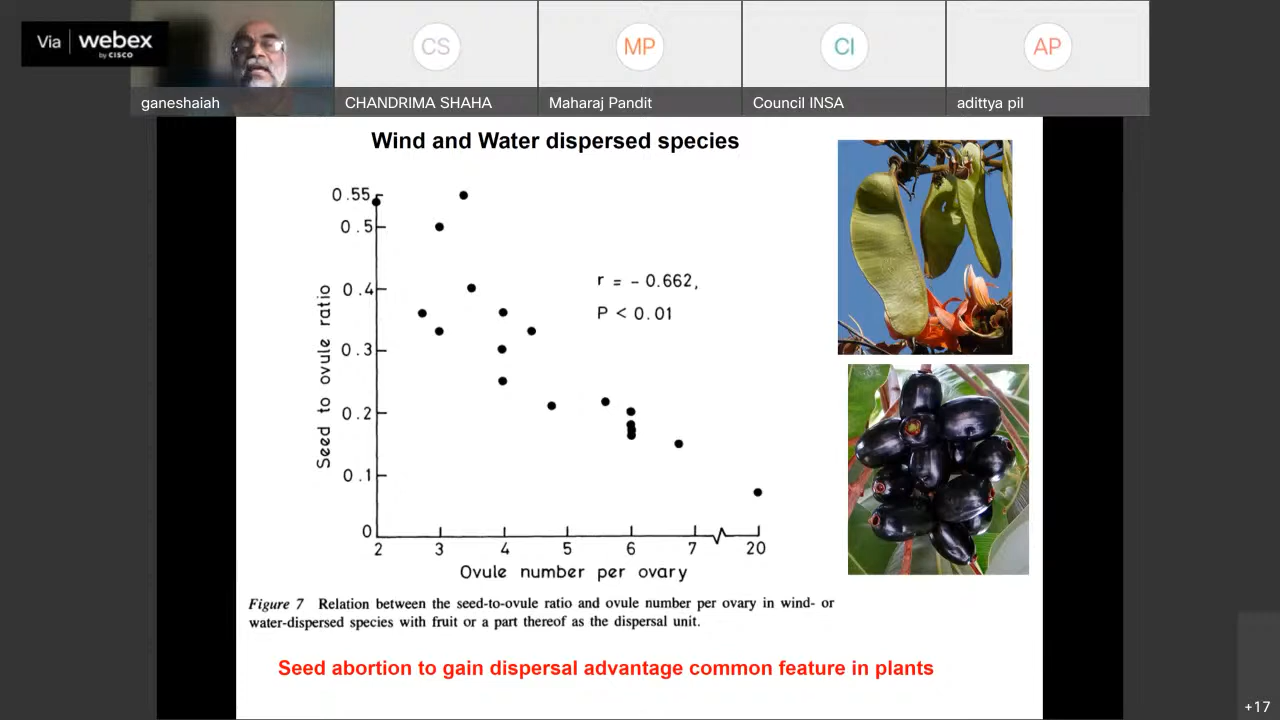 Via webex
by CISCO
CS
MP
CI
AP
ganeshaiah
CHANDRIMA SHAHA
Maharaj Pandit
Council INSA
adittya pil
Wind and Water dispersed species
0.55
0.5
0.4
0.3
0.2
0.1
0
Seed to ovule ratio
r = - 0.662,
P < 0.01
2 3 4 5 6 7 20
Ovule number per ovary
Figure 7 Relation between the seed-to-ovule ratio and ovule number per ovary in wind- or
water-dispersed species with fruit or a part thereof as the dispersal unit.
Seed abortion to gain dispersal advantage common feature in plants
+17